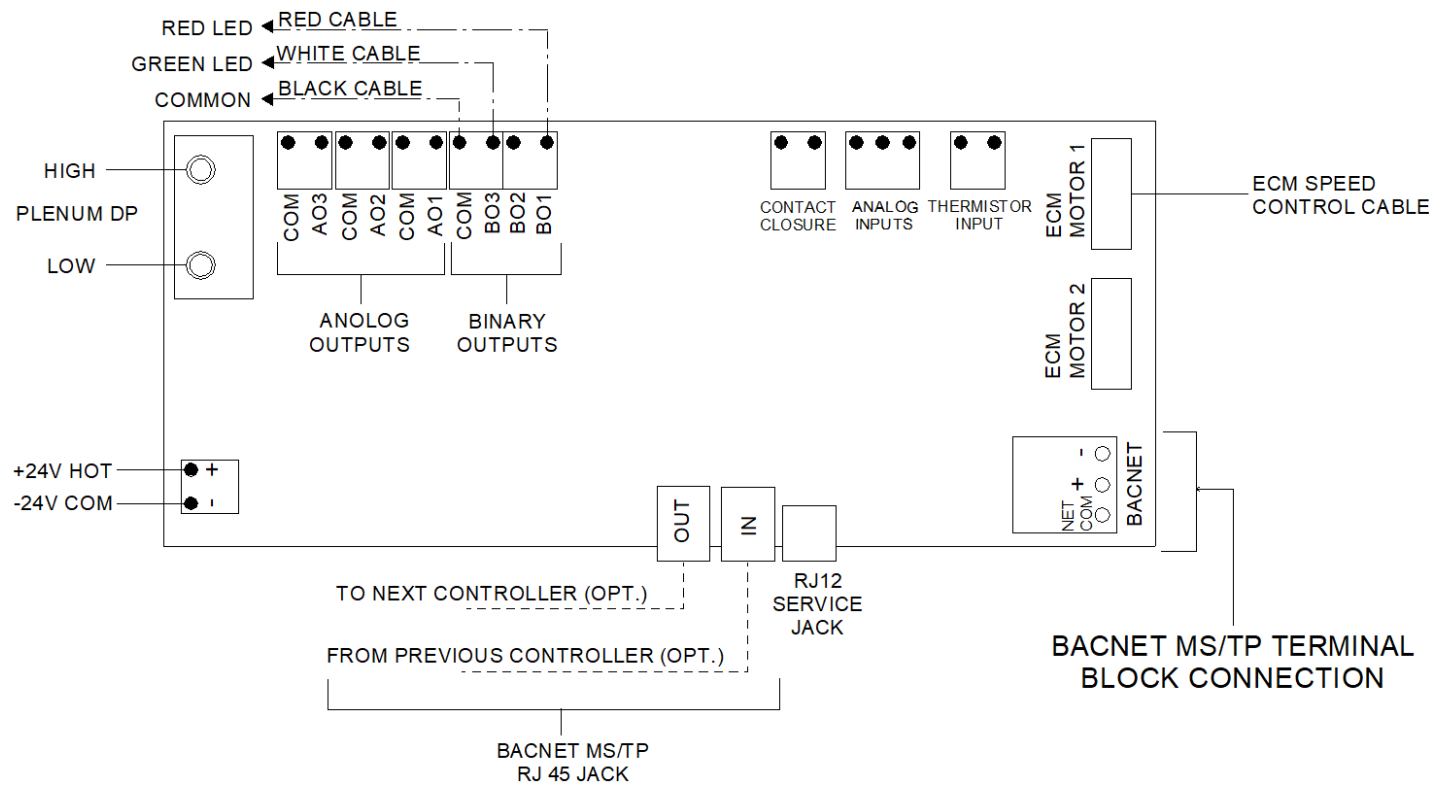 RED LED
RED CABLE
GREEN LED
WHITE CABLE
COMMON
BLACK CABLE
HIGH
PLENUM DP
LOW
COM
AO3
COM
AO2
COM
AO1
COM
BO3
BO2
BO1
ANOLOG
OUTPUTS
BINARY
OUTPUTS
CONTACT
CLOSURE
ANALOG
INPUTS
THERMISTOR
INPUT
ECM
MOTOR 1
ECM SPEED
CONTROL CABLE
ECM
MOTOR 2
+24V HOT
+
-24V COM
-
OUT
IN
-
+
NET
COM
BACNET
TO NEXT CONTROLLER (OPT.)
RJ12
SERVICE
JACK
FROM PREVIOUS CONTROLLER (OPT.)
BACNET MS/TP TERMINAL
BLOCK CONNECTION
BACNET MS/TP
RJ 45 JACK